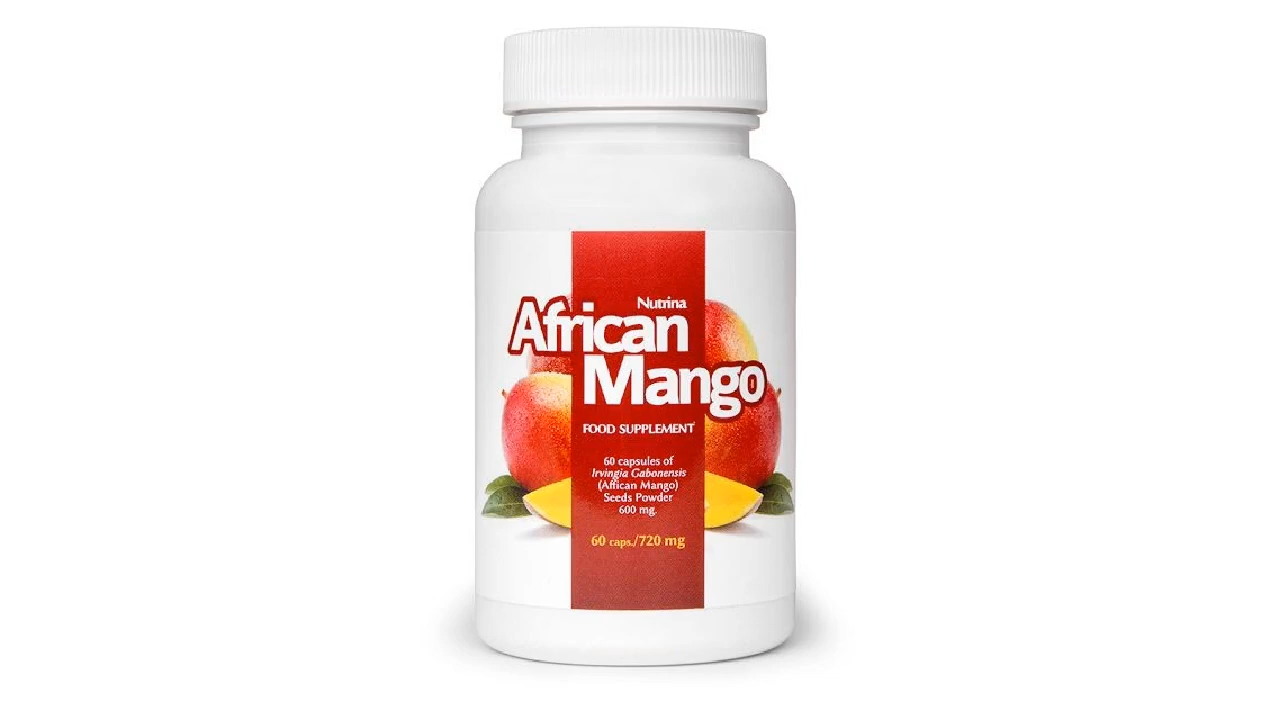 Nutrina
African
Mango
FOOD SUPPLEMENT
60 capsules of
Irvingia Gabonensis
(African Mango)
Seeds Powder
600 mg.
60 caps./720 mg